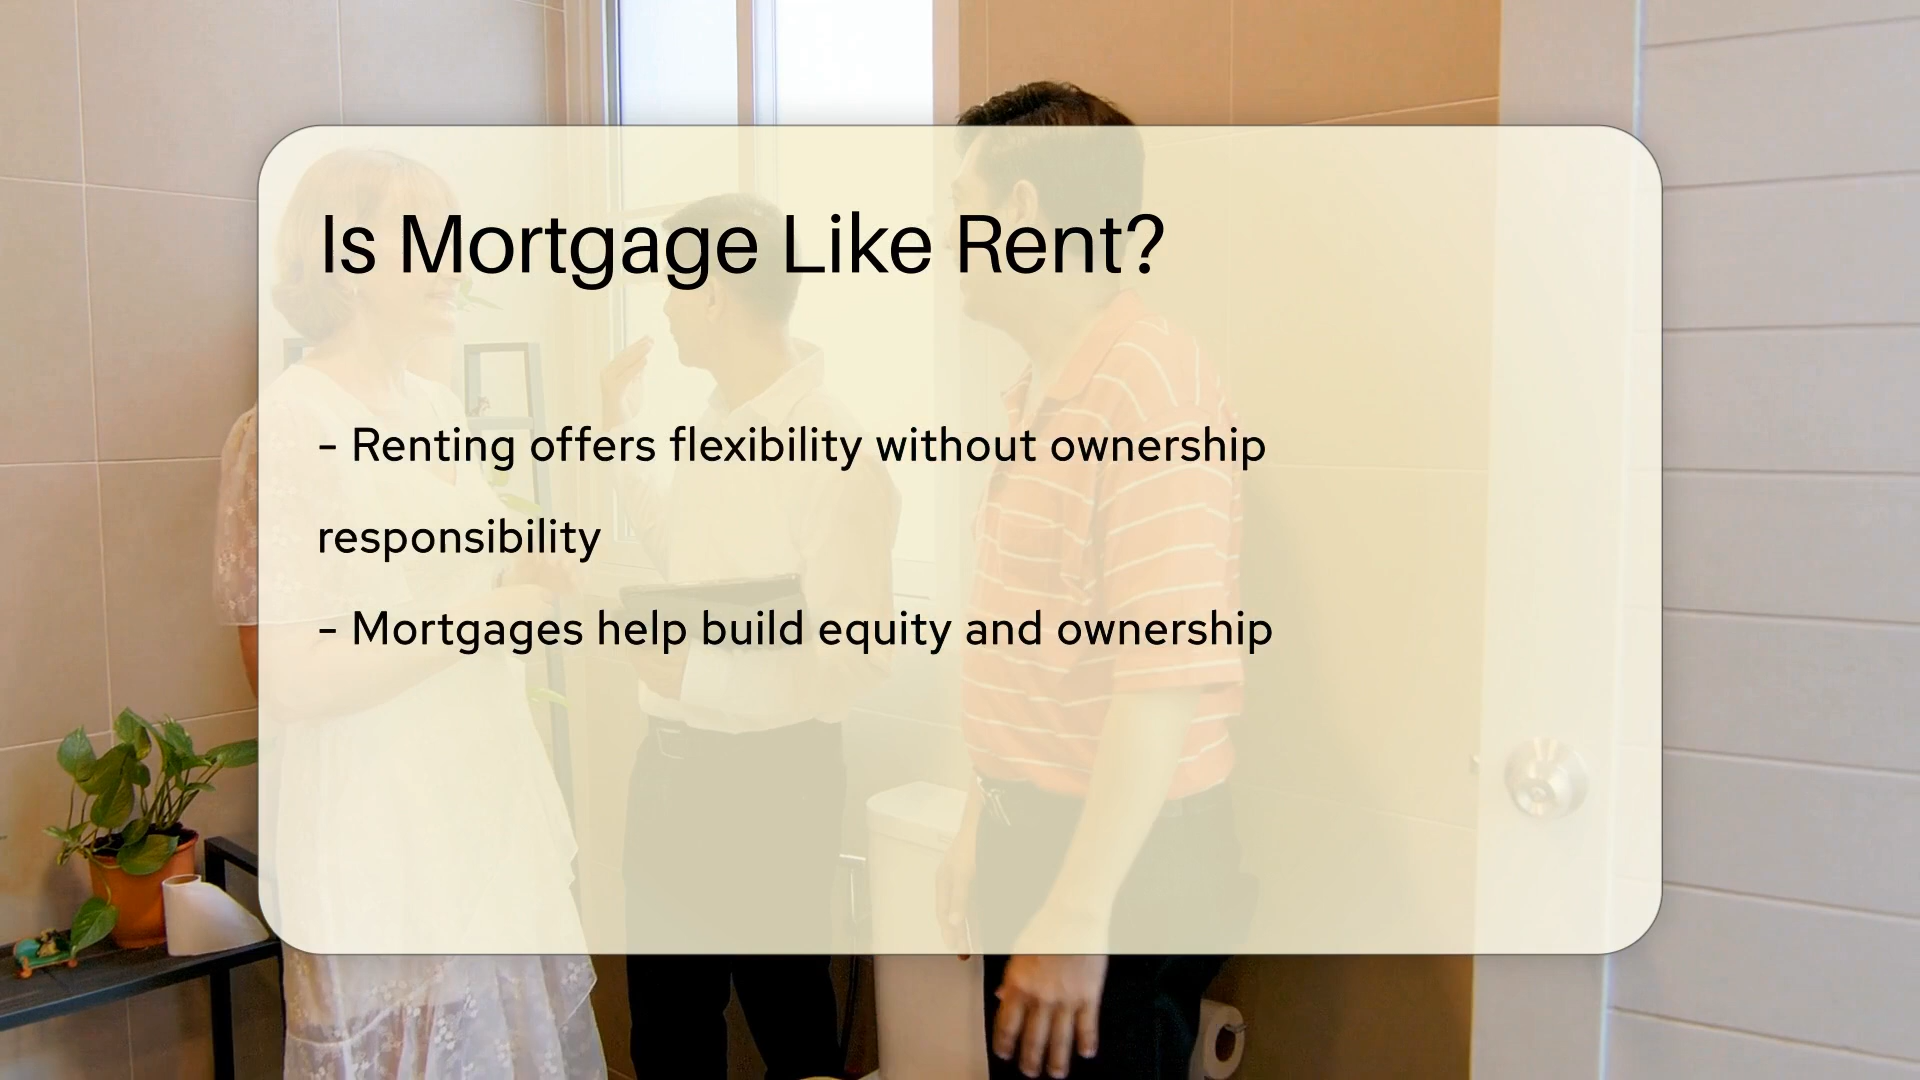 Is Mortgage Like Rent?
- Renting offers flexibility without ownership
responsibility
- Mortgages help build equity and ownership